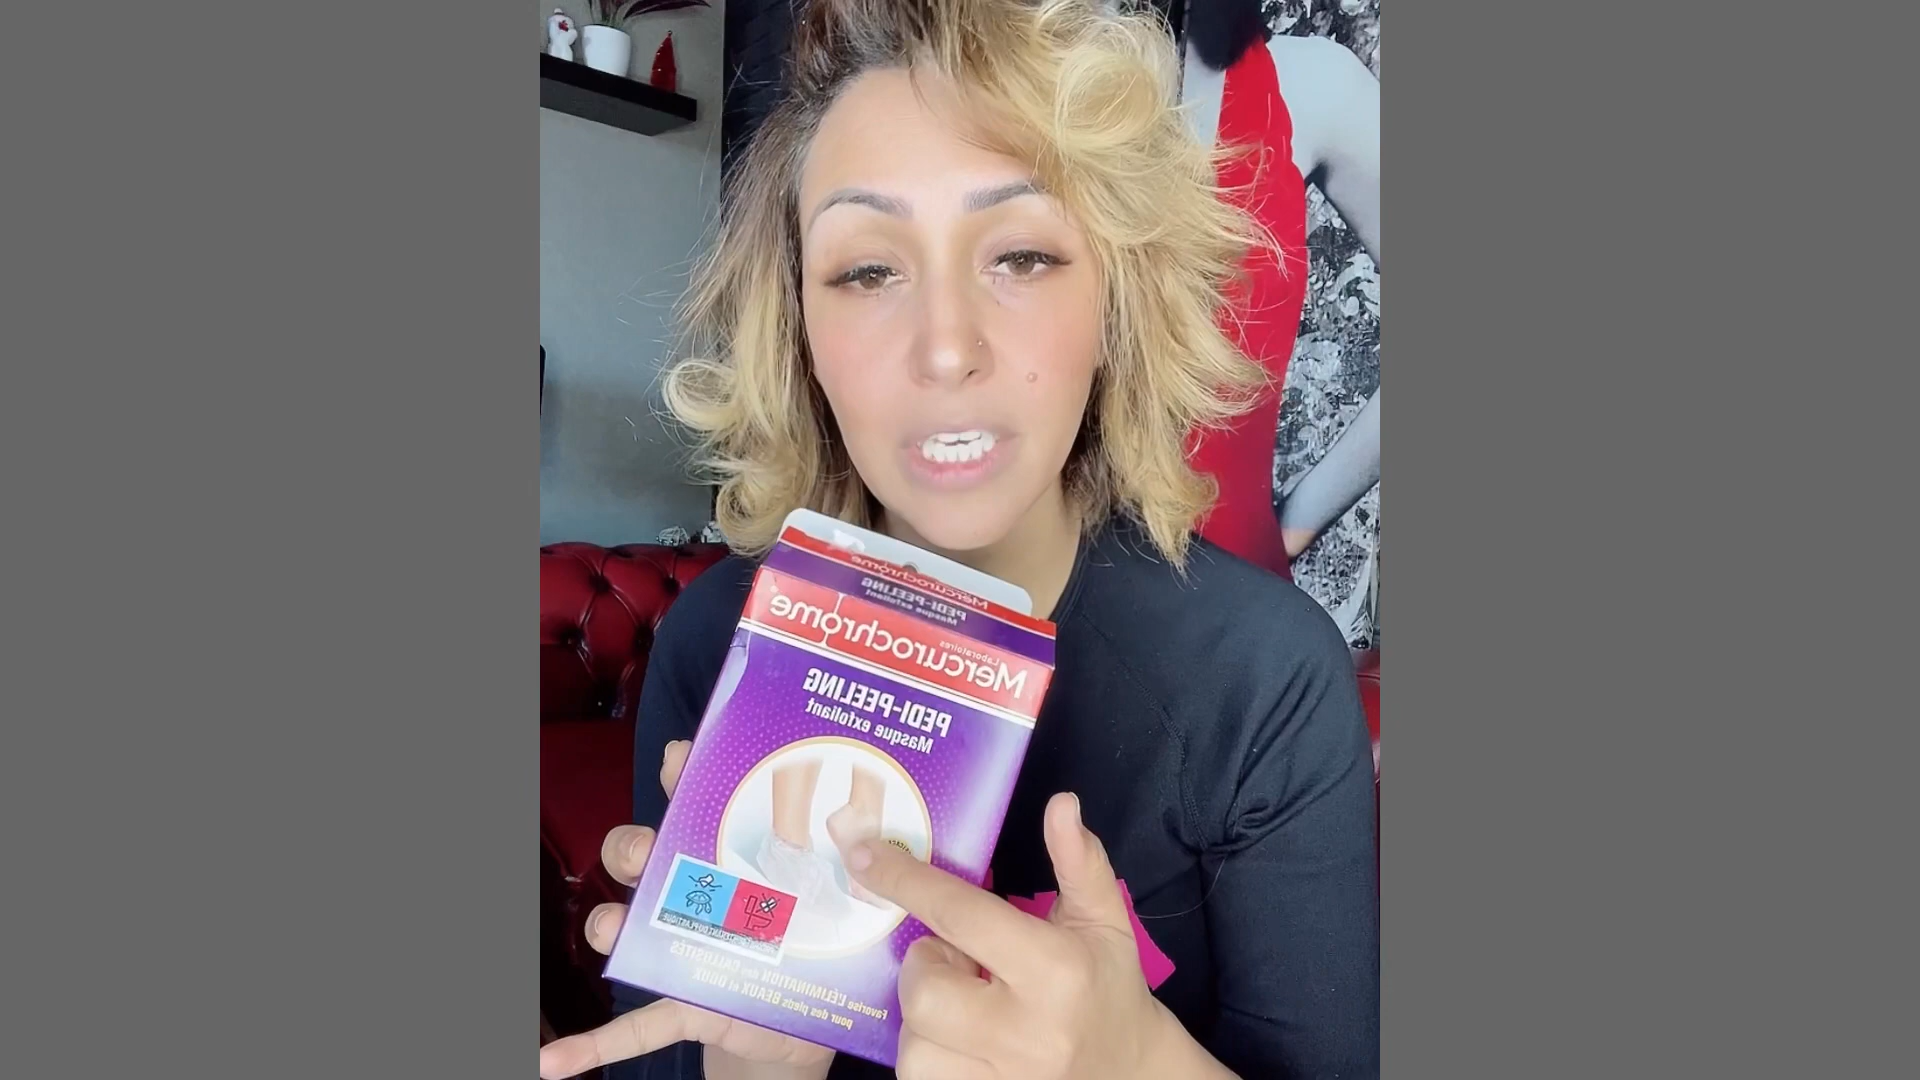 Mercurochrome
PEDI-PEELING
Masque exfoliant
Laboratoires
Mercurochrome
PEDI-PEELING
Masque exfoliant
Favorise L'ÉLIMINATION des CALLOSITÉS
pour des pieds BEAUX et DOUX